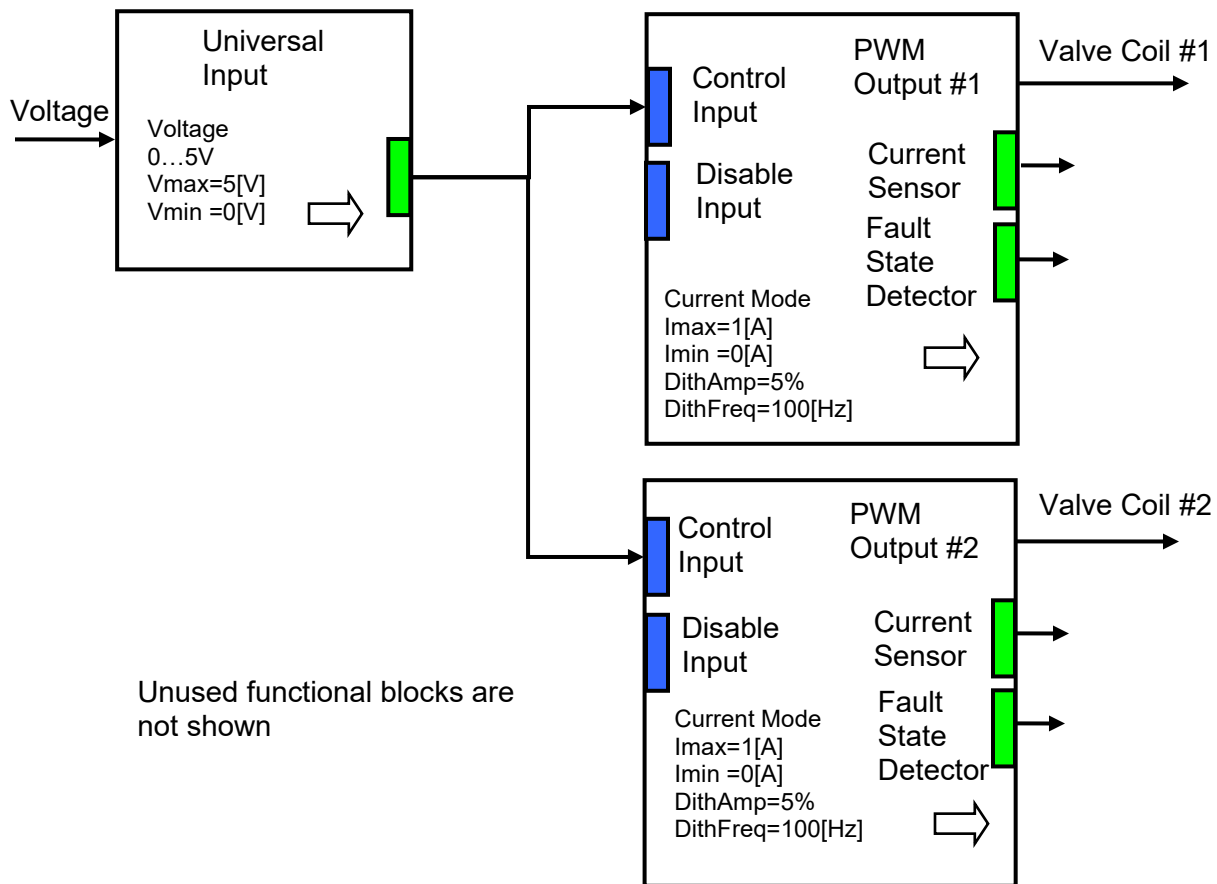 Voltage
Universal
Input
Voltage
0…5V
Vmax=5[V]
Vmin =0[V]
Control
Input
Disable
Input
PWM
Output #1
Current
Sensor
Fault
State
Detector
Current Mode
Imax=1[A]
Imin =0[A]
DithAmp=5%
DithFreq=100[Hz]
Valve Coil #1
Control
Input
Disable
Input
PWM
Output #2
Current
Sensor
Fault
State
Detector
Current Mode
Imax=1[A]
Imin =0[A]
DithAmp=5%
DithFreq=100[Hz]
Valve Coil #2
Unused functional blocks are
not shown